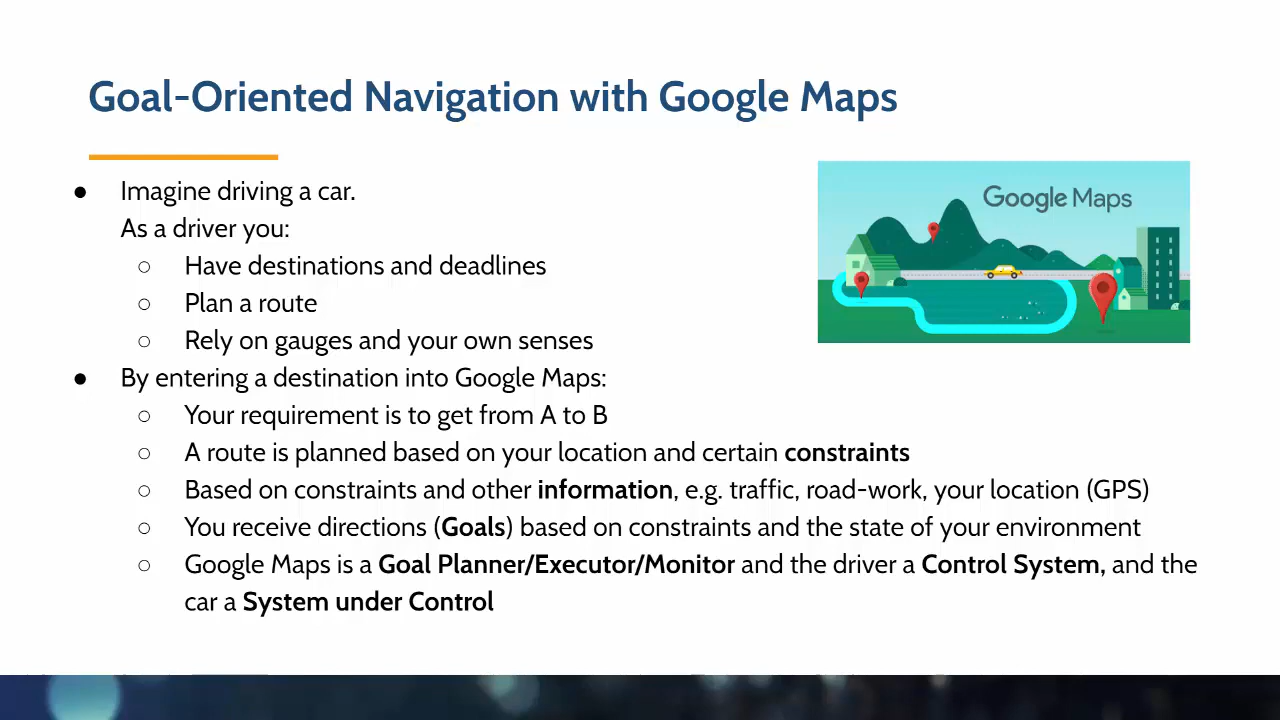 Goal-Oriented Navigation with Google Maps
● Imagine driving a car.
As a driver you:
○ Have destinations and deadlines
○ Plan a route
○ Rely on gauges and your own senses
● By entering a destination into Google Maps:
○ Your requirement is to get from A to B
○ A route is planned based on your location and certain constraints
○ Based on constraints and other information, e.g. traffic, road-work, your location (GPS)
○ You receive directions (Goals) based on constraints and the state of your environment
○ Google Maps is a Goal Planner/Executor/Monitor and the driver a Control System, and the
car a System under Control
Google Maps